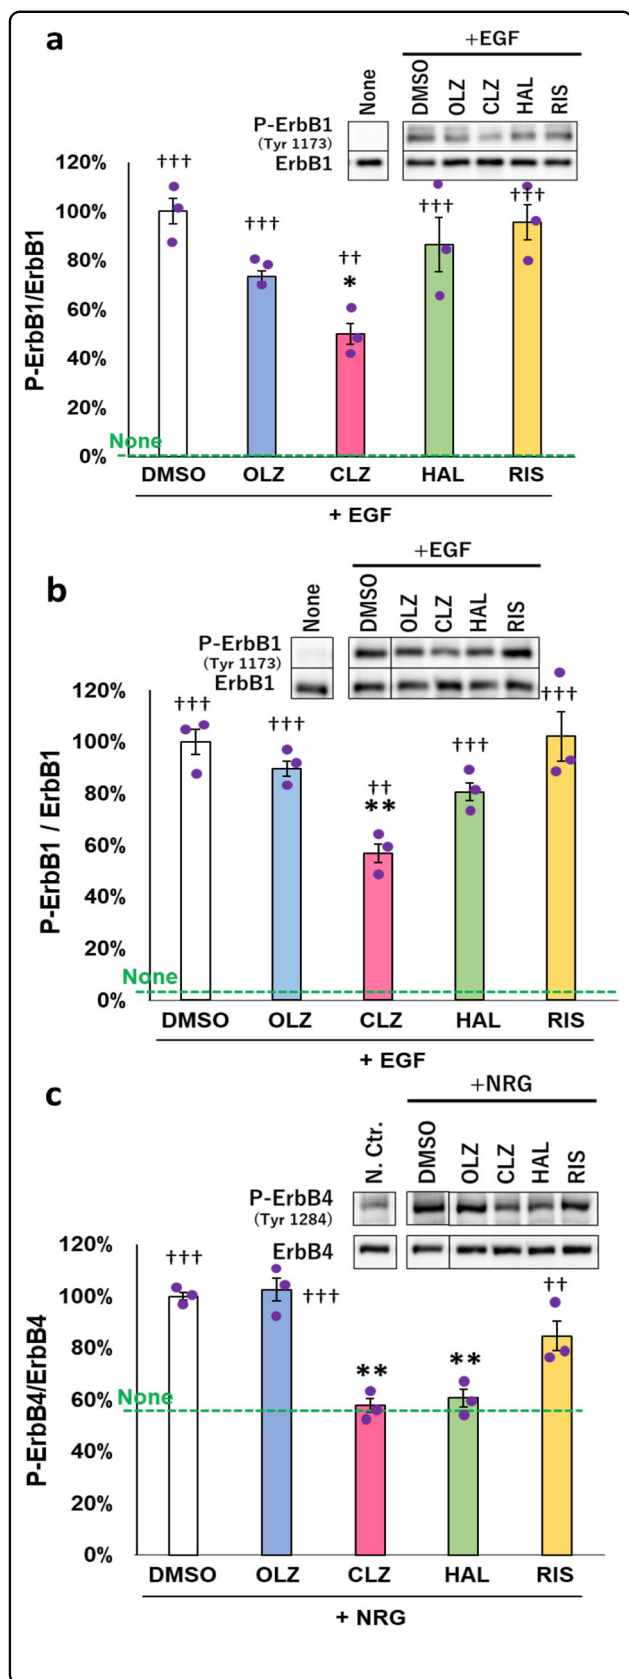 a
+EGF
None
DMSO
OLZ
CLZ
HAL
RIS
P-ErbB1
(Tyr 1173)
ErbB1
P-ErbB1/ErbB1
120%
100%
80%
60%
40%
20%
0%
†††
†††
††
*
†††
†††
None
DMSO OLZ CLZ HAL RIS
+ EGF
b
+EGF
None
DMSO
OLZ
CLZ
HAL
RIS
P-ErbB1
(Tyr 1173)
ErbB1
P-ErbB1 / ErbB1
120%
100%
80%
60%
40%
20%
0%
†††
†††
††
**
†††
†††
None
DMSO OLZ CLZ HAL RIS
+ EGF
c
+NRG
N. Ctr.
DMSO
OLZ
CLZ
HAL
RIS
P-ErbB4
(Tyr 1284)
ErbB4
P-ErbB4/ErbB4
120%
100%
80%
60%
40%
20%
0%
†††
†††
**
**
††
None
DMSO OLZ CLZ HAL RIS
+ NRG